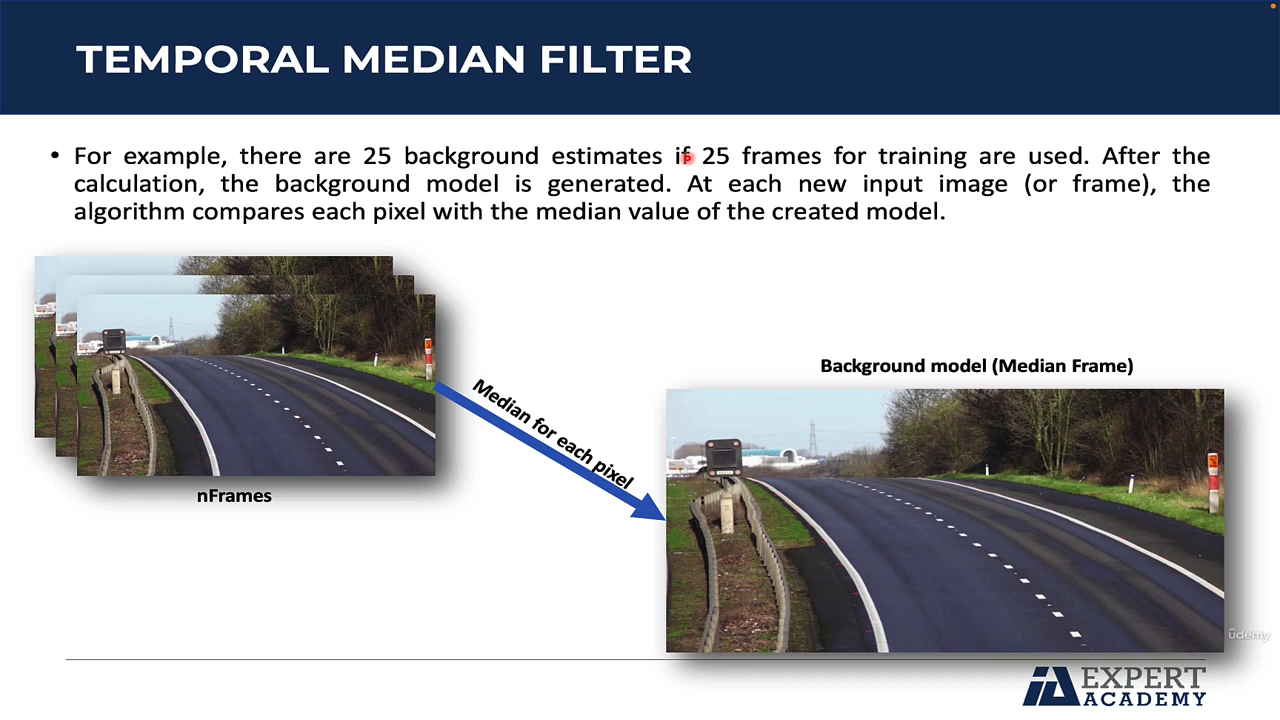 TEMPORAL MEDIAN FILTER
• For example, there are 25 background estimates if 25 frames for training are used. After the
calculation, the background model is generated. At each new input image (or frame), the
algorithm compares each pixel with the median value of the created model.
Background model (Median Frame)
Median for each pixel
nFrames
ûdemy
IA EXPERT
ACADEMY